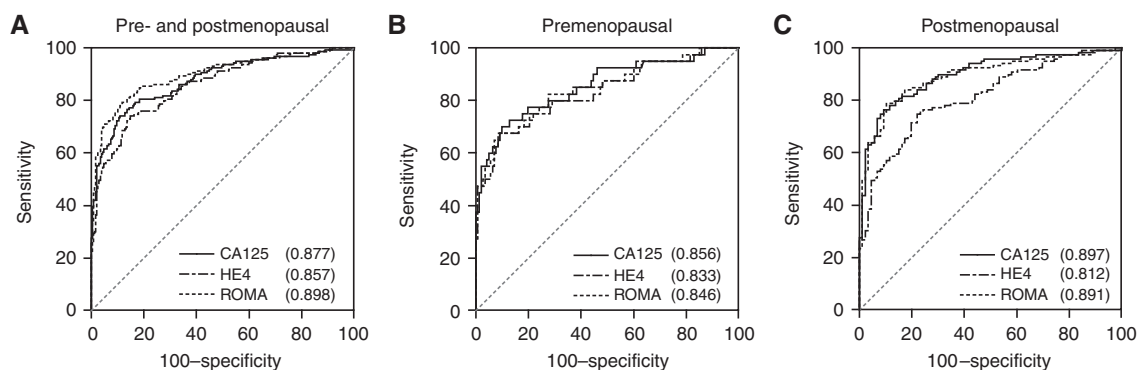 A Pre- and postmenopausal
100
80
60
40
20
0
Sensitivity
CA125 (0.877)
HE4 (0.857)
ROMA (0.898)
0 20 40 60 80 100
100–specificity
B Premenopausal
100
80
60
40
20
0
Sensitivity
CA125 (0.856)
HE4 (0.833)
ROMA (0.846)
0 20 40 60 80 100
100–specificity
C Postmenopausal
100
80
60
40
20
0
Sensitivity
CA125 (0.897)
HE4 (0.812)
ROMA (0.891)
0 20 40 60 80 100
100–specificity